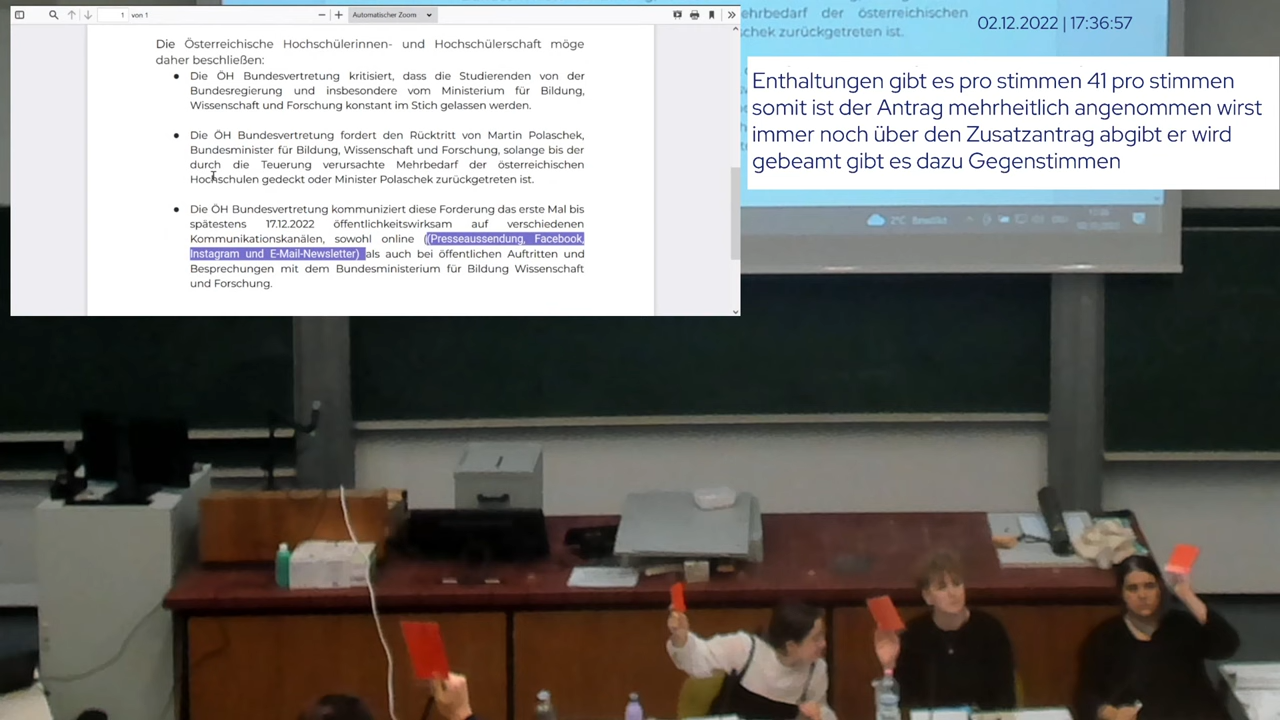 1 von 1 Automatischer Zoom
Die Österreichische Hochschülerinnen- und Hochschülerschaft möge
daher beschließen:
● Die ÖH Bundesvertretung kritisiert, dass die Studierenden von der
Bundesregierung und insbesondere vom Ministerium für Bildung,
Wissenschaft und Forschung konstant im Stich gelassen werden.
● Die ÖH Bundesvertretung fordert den Rücktritt von Martin Polaschek,
Bundesminister für Bildung, Wissenschaft und Forschung, solange bis der
durch die Teuerung verursachte Mehrbedarf der österreichischen
Hochschulen gedeckt oder Minister Polaschek zurückgetreten ist.
● Die ÖH Bundesvertretung kommuniziert diese Forderung das erste Mal bis
spätestens 17.12.2022 öffentlichkeitswirksam auf verschiedenen
Kommunikationskanälen, sowohl online ((Presseaussendung, Facebook,
Instagram und E-Mail-Newsletter) als auch bei öffentlichen Auftritten und
Besprechungen mit dem Bundesministerium für Bildung Wissenschaft
und Forschung.
ehrbedarf der österreichischen
schek zurückgetreten ist.
02.12.2022 | 17:36:57
Enthaltungen gibt es pro stimmen 41 pro stimmen
somit ist der Antrag mehrheitlich angenommen wirst
immer noch über den Zusatzantrag abgibt er wird
gebeamt gibt es dazu Gegenstimmen
2°C